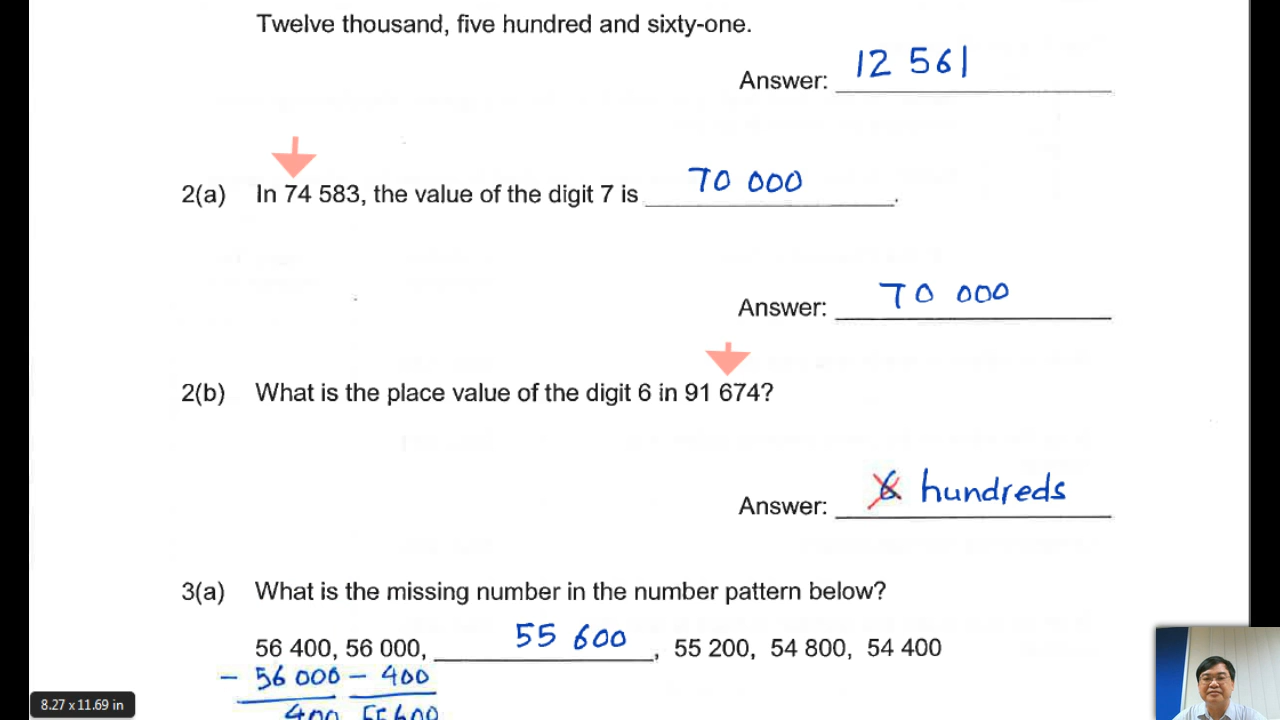 Twelve thousand, five hundred and sixty-one.
Answer: 12 561
2(a) In 74 583, the value of the digit 7 is 70 000.
Answer: 70 000
2(b) What is the place value of the digit 6 in 91 674?
Answer: 6 hundreds
3(a) What is the missing number in the number pattern below?
56 400, 56 000, 55 600, 55 200, 54 800, 54 400
- 56 000 - 400
400 55600
8.27 x 11.69 in